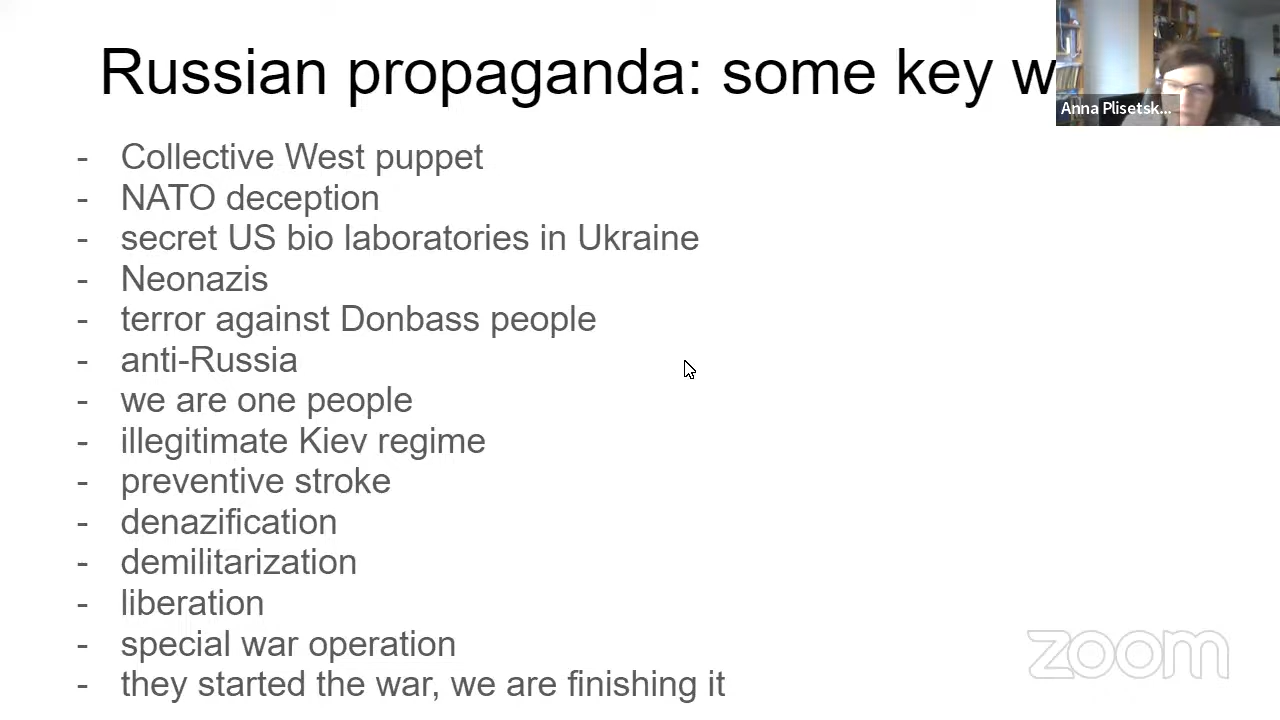 Russian propaganda: some key w
Anna Plisetsk...
- Collective West puppet
- NATO deception
- secret US bio laboratories in Ukraine
- Neonazis
- terror against Donbass people
- anti-Russia
- we are one people
- illegitimate Kiev regime
- preventive stroke
- denazification
- demilitarization
- liberation
- special war operation
- they started the war, we are finishing it
zoom